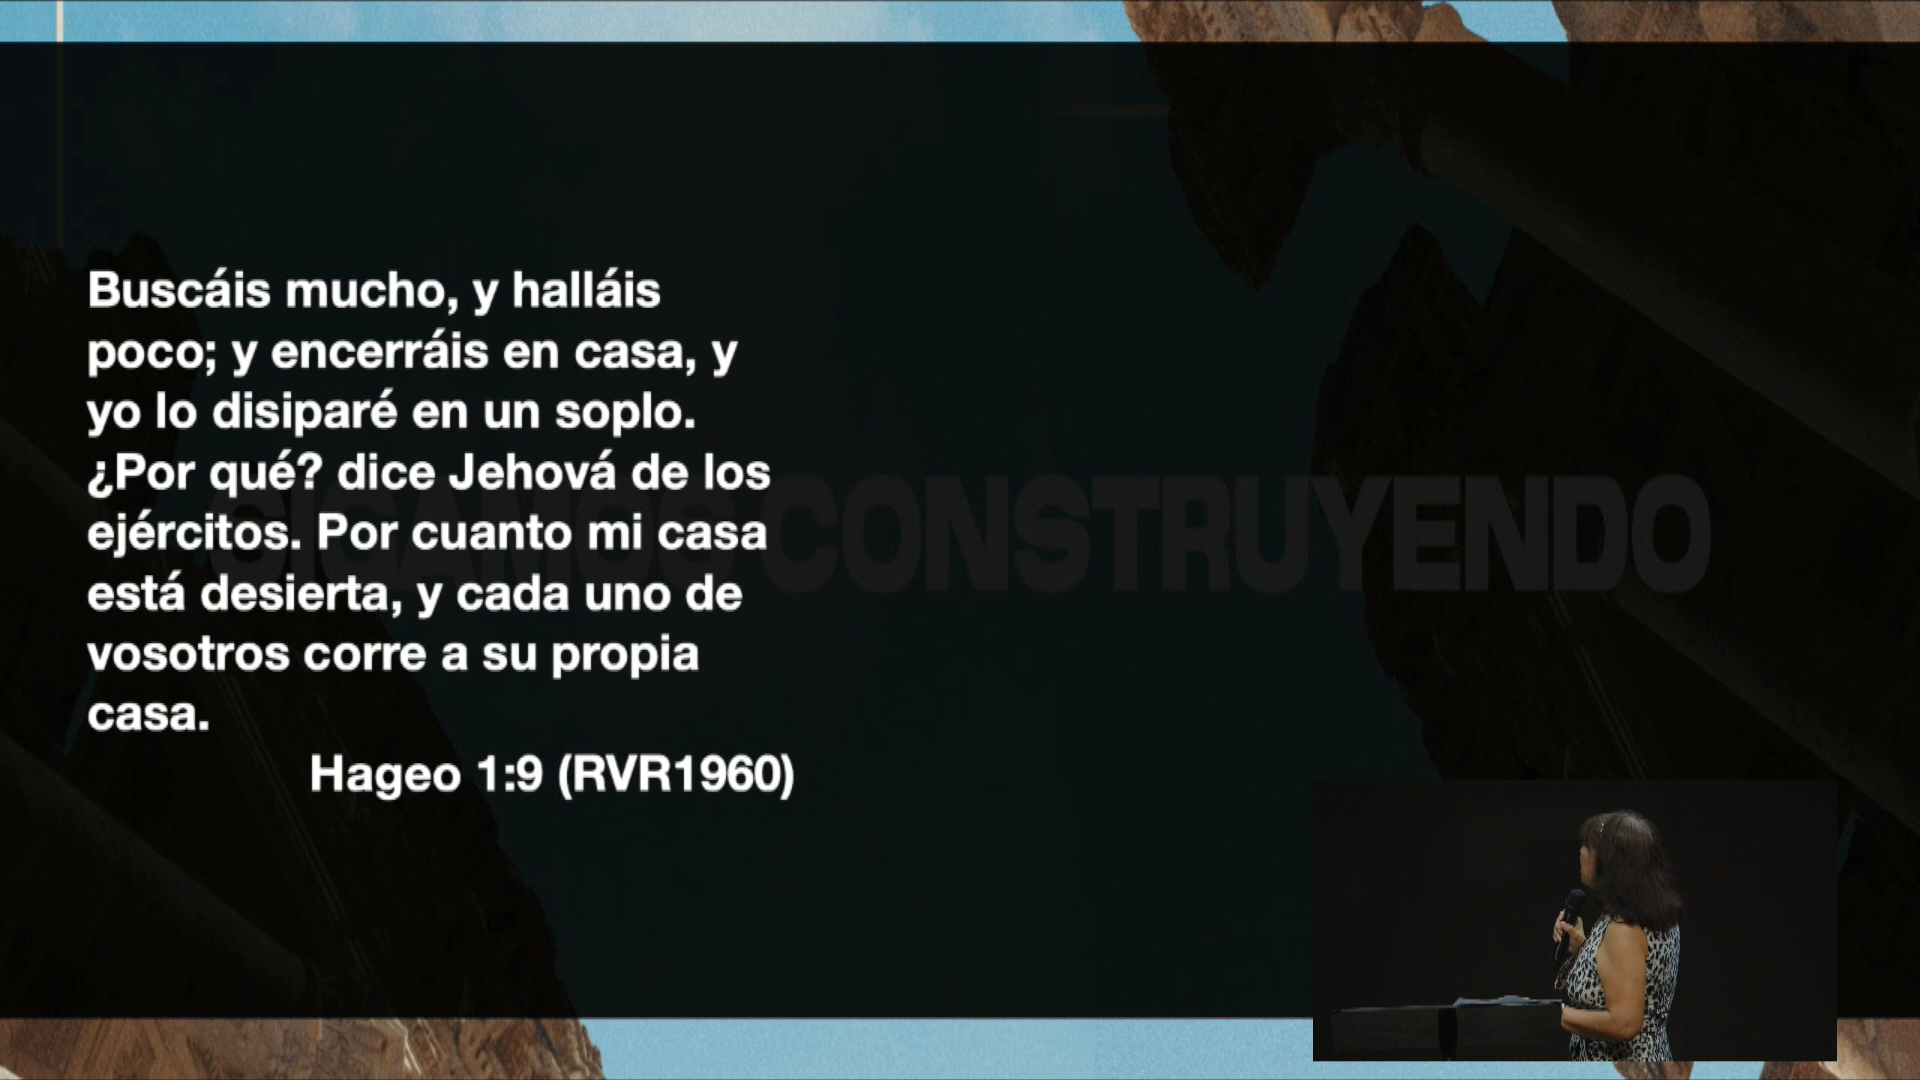 Buscáis mucho, y halláis
poco; y encerráis en casa, y
yo lo disiparé en un soplo.
¿Por qué? dice Jehová de los
ejércitos. Por cuanto mi casa
está desierta, y cada uno de
vosotros corre a su propia
casa.
Hageo 1:9 (RVR1960)
SIGAMOS CONSTRUYENDO